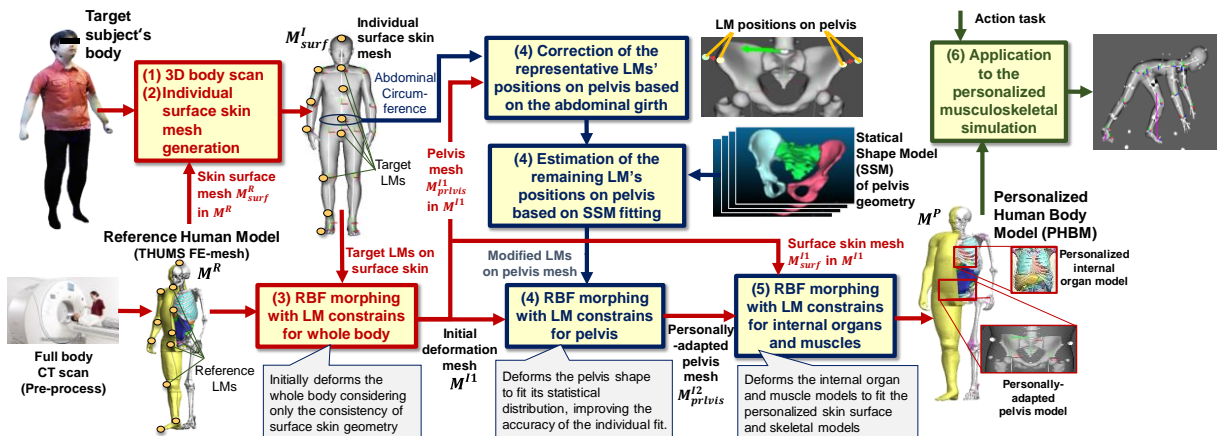 Target
subject's
body
(1) 3D body scan
(2) Individual
surface skin
mesh
generation
Skin surface
mesh M^R_surf
in M^R
Reference Human Model
(THUMS FE-mesh)
M^R
Full body
CT scan
(Pre-process)
Reference
LMs
M^I_surf
Individual
surface skin
mesh
Abdominal
Circum-
ference
Target
LMs
Target LMs on
surface skin
(3) RBF morphing
with LM constrains
for whole body
Initially deforms the
whole body considering
only the consistency of
surface skin geometry
Pelvis
mesh
M^I1_prlvis
in M^I1
Initial
deformation
mesh
M^I1
(4) Correction of the
representative LMs'
positions on pelvis based
on the abdominal girth
LM positions on pelvis
(4) Estimation of the
remaining LM's
positions on pelvis
based on SSM fitting
Statical
Shape Model
(SSM)
of pelvis
geometry
Modified LMs
on pelvis mesh
(4) RBF morphing
with LM constrains
for pelvis
Deforms the pelvis shape
to fit its statistical
distribution, improving the
accuracy of the individual fit.
Personally
-adapted
pelvis
mesh
M^I2_prlvis
Surface skin mesh
M^I1_surf in M^I1
(5) RBF morphing
with LM constrains
for internal organs
and muscles
Deforms the internal organ
and muscle models to fit the
personalized skin surface
and skeletal models
Action task
(6) Application
to the
personalized
musculoskeletal
simulation
M^P
Personalized
Human Body
Model (PHBM)
Personalized
internal
organ model
Personally-
adapted
pelvis model